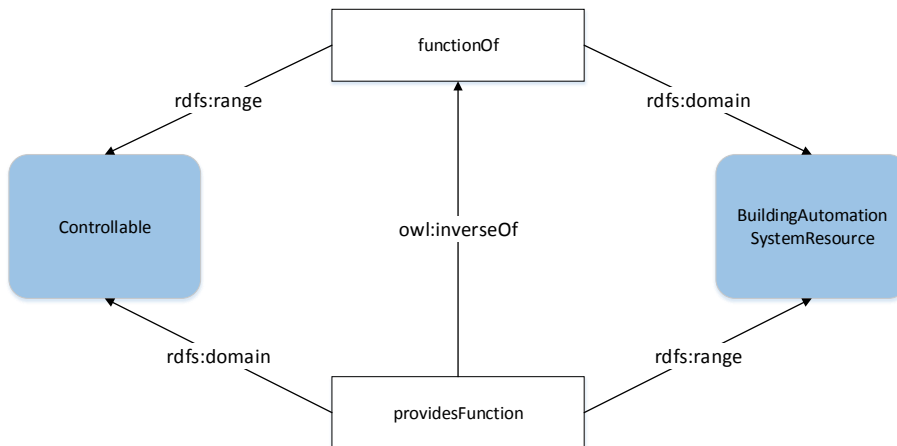 functionOf
rdfs:range
rdfs:domain
Controllable
BuildingAutomation
SystemResource
owl:inverseOf
rdfs:domain
rdfs:range
providesFunction